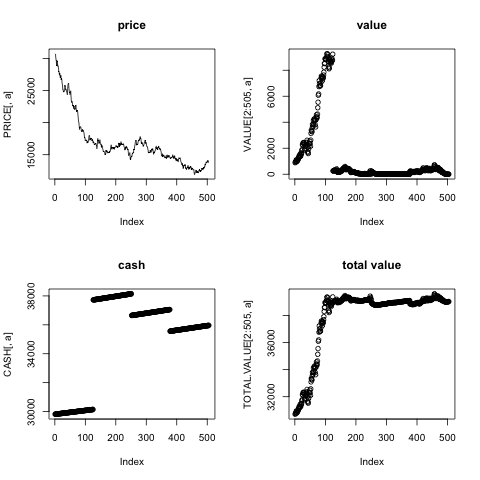 price
PRICE[, a]
25000
15000
0
100
200
300
400
500
Index
value
VALUE[2:505, a]
6000
2000
0
0
100
200
300
400
500
Index
cash
CASH[, a]
38000
34000
30000
0
100
200
300
400
500
Index
total value
TOTAL.VALUE[2:505, a]
36000
32000
0
100
200
300
400
500
Index